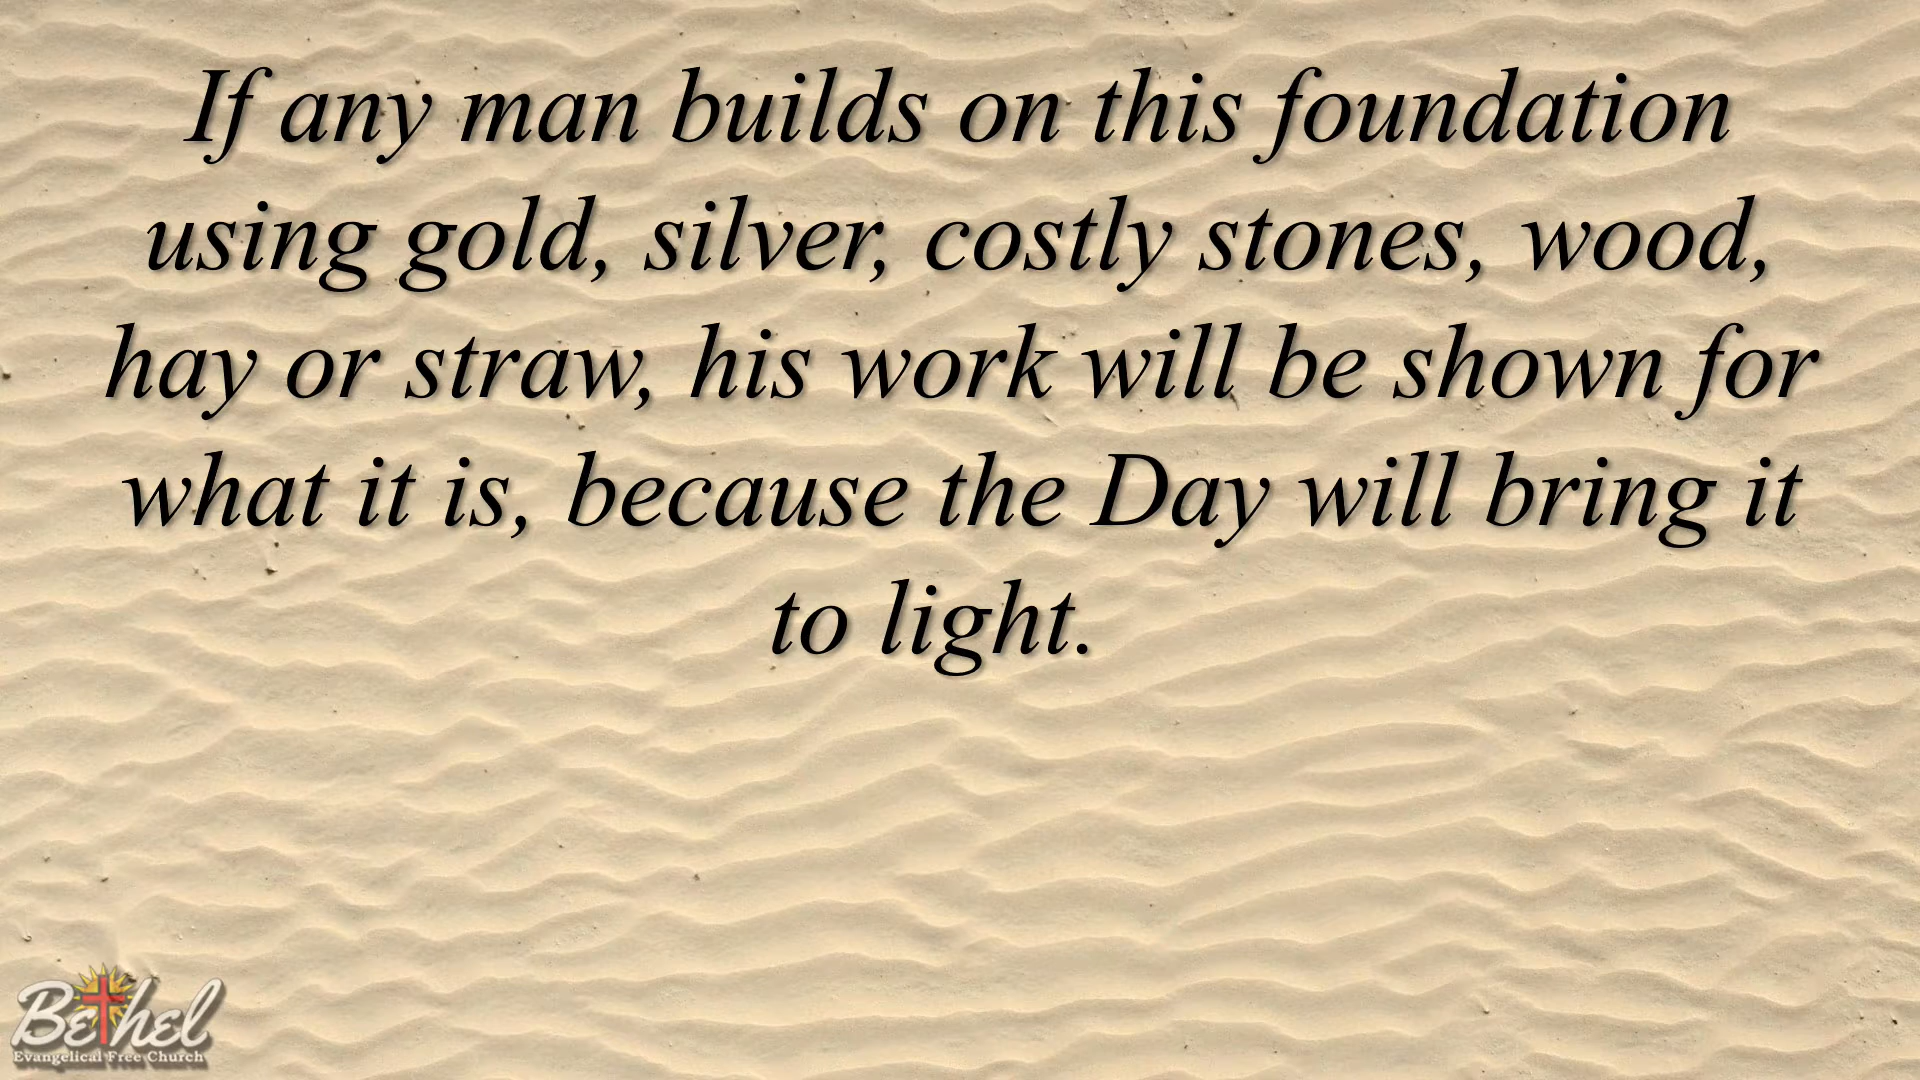 If any man builds on this foundation
using gold, silver, costly stones, wood,
hay or straw, his work will be shown for
what it is, because the Day will bring it
to light.
Bethel
Evangelical Free Church